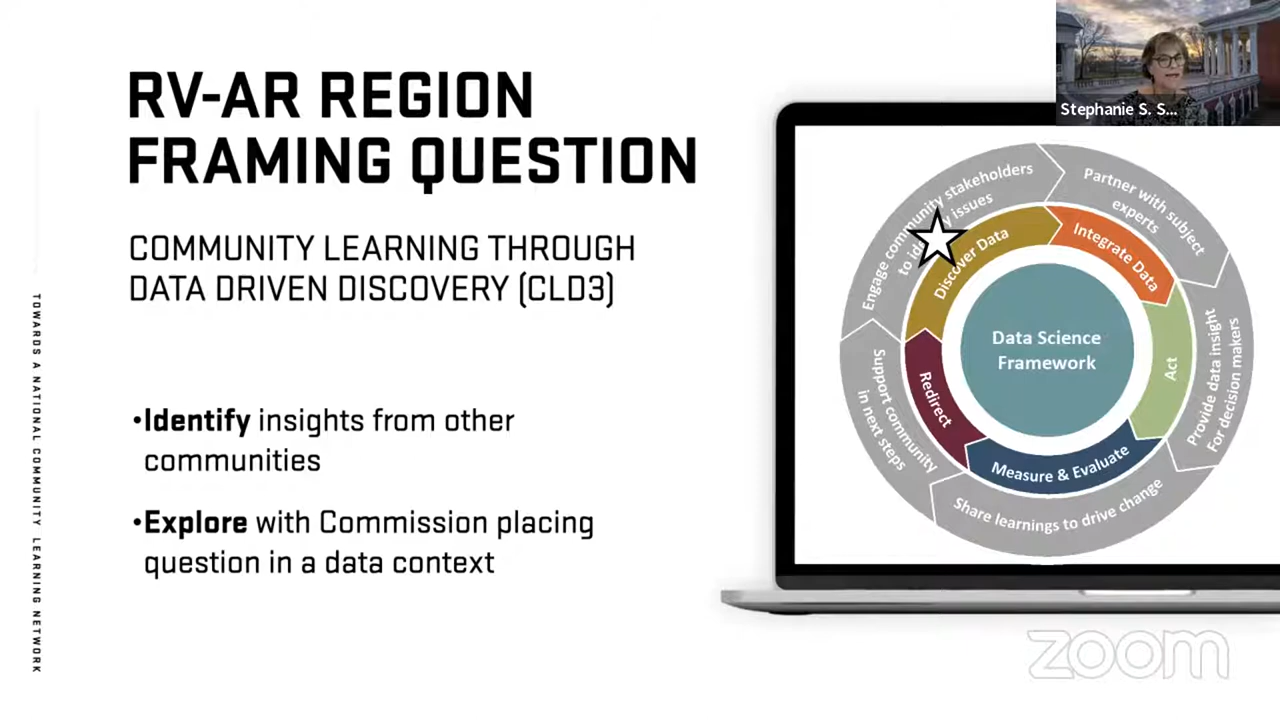 RV-AR REGION
FRAMING QUESTION
COMMUNITY LEARNING THROUGH
DATA DRIVEN DISCOVERY (CLD3)
•Identify insights from other
communities
•Explore with Commission placing
question in a data context
TOWARDS A NATIONAL COMMUNITY LEARNING NETWORK
Stephanie S. S...
Engage community stakeholders
to identify issues
Partner with subject
experts
Provide data insight
For decision makers
Share learnings to drive change
Support community
in next steps
Discover Data
Integrate Data
Act
Measure & Evaluate
Redirect
Data Science
Framework
zoom